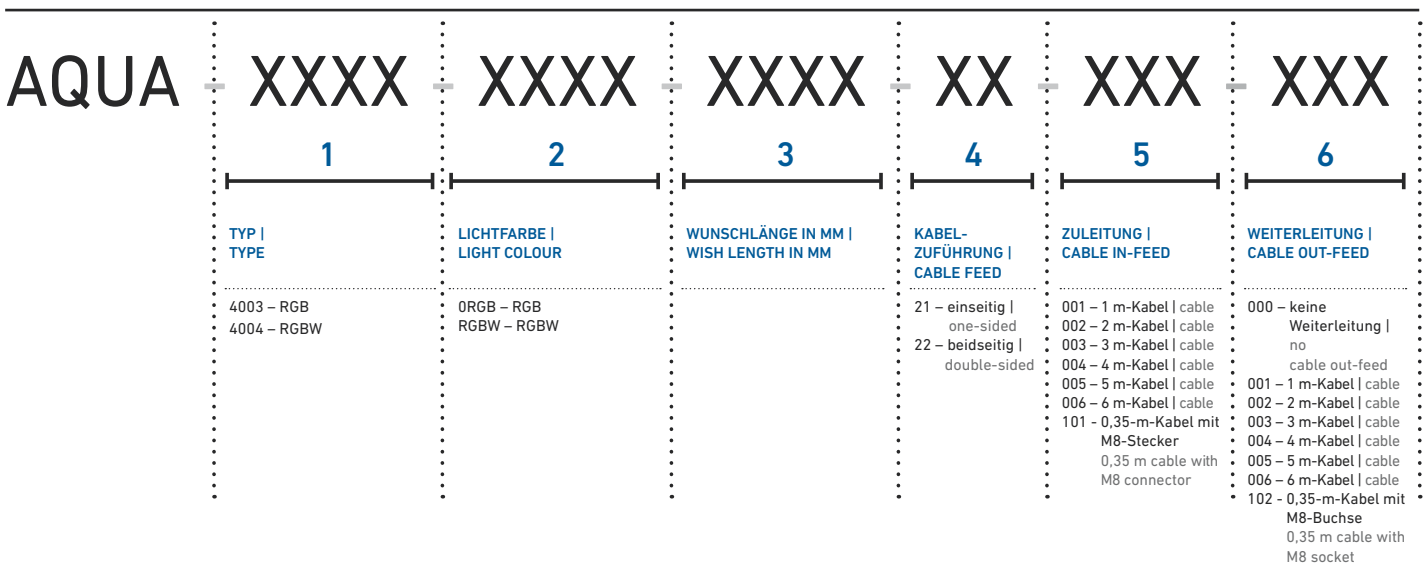 AQUA - XXXX - XXXX - XXXX - XX - XXX - XXX
1
TYP |
TYPE
4003 – RGB
4004 – RGBW
2
LICHTFARBE |
LIGHT COLOUR
0RGB – RGB
RGBW – RGBW
3
WUNSCHLÄNGE IN MM |
WISH LENGTH IN MM
4
KABEL-
ZUFÜHRUNG |
CABLE FEED
21 – einseitig |
one-sided
22 – beidseitig |
double-sided
5
ZULEITUNG |
CABLE IN-FEED
001 – 1 m-Kabel | cable
002 – 2 m-Kabel | cable
003 – 3 m-Kabel | cable
004 – 4 m-Kabel | cable
005 – 5 m-Kabel | cable
006 – 6 m-Kabel | cable
101 - 0,35-m-Kabel mit
M8-Stecker
0,35 m cable with
M8 connector
6
WEITERLEITUNG |
CABLE OUT-FEED
000 – keine
Weiterleitung |
no
cable out-feed
001 – 1 m-Kabel | cable
002 – 2 m-Kabel | cable
003 – 3 m-Kabel | cable
004 – 4 m-Kabel | cable
005 – 5 m-Kabel | cable
006 – 6 m-Kabel | cable
102 - 0,35-m-Kabel mit
M8-Buchse
0,35 m cable with
M8 socket